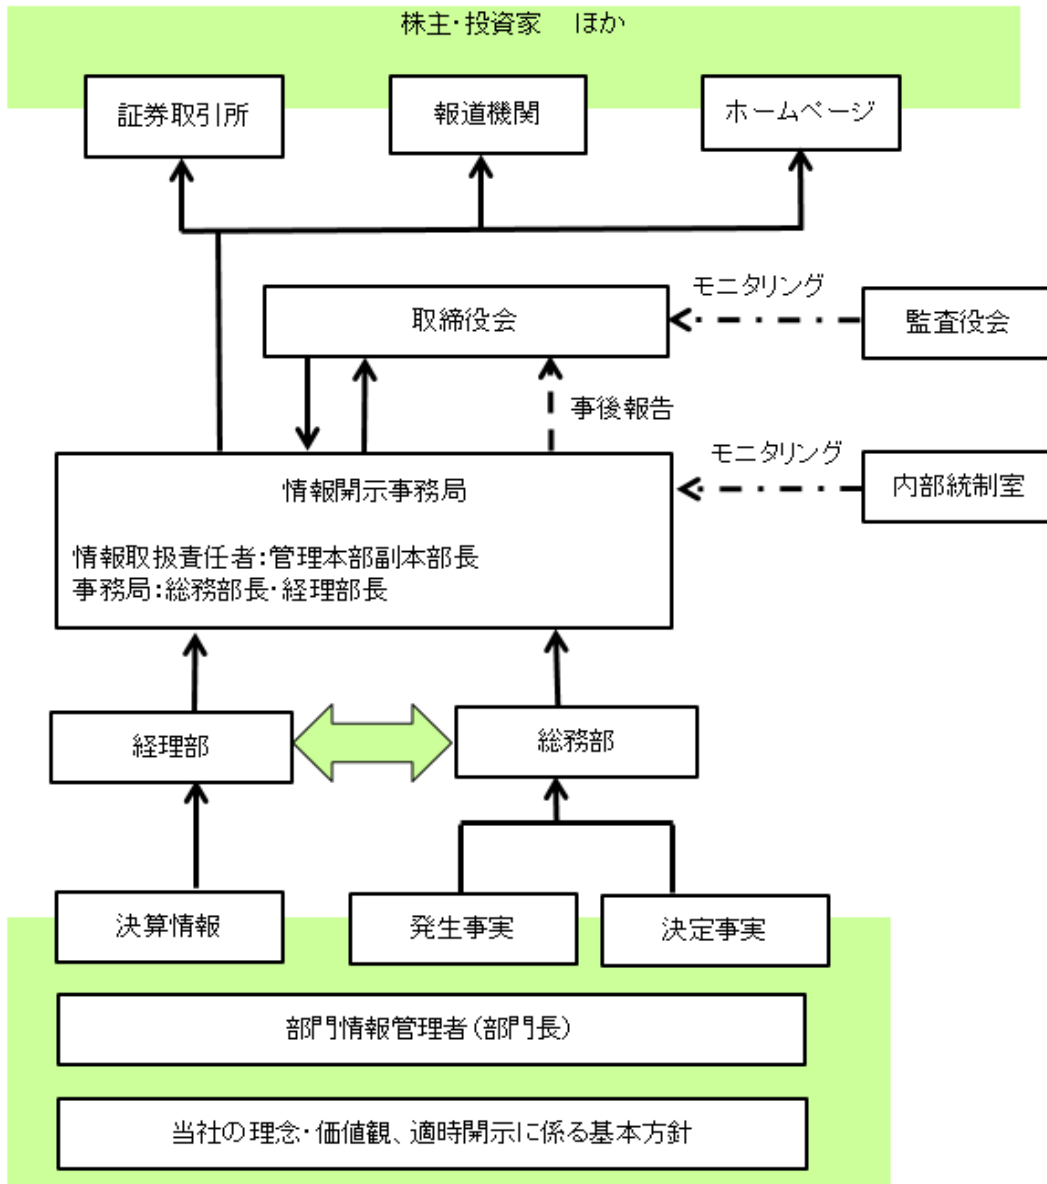 株主・投資家　ほか
証券取引所
報道機関
ホームページ
モニタリング
取締役会
監査役会
事後報告
モニタリング
情報開示事務局
内部統制室
情報取扱責任者：管理本部副本部長
事務局：総務部長・経理部長
経理部
総務部
決算情報
発生事実
決定事実
部門情報管理者（部門長）
当社の理念・価値観、適時開示に係る基本方針